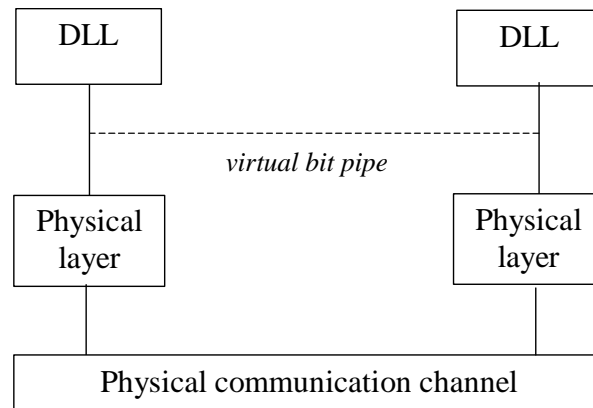 DLL
DLL
virtual bit pipe
Physical
layer
Physical
layer
Physical communication channel